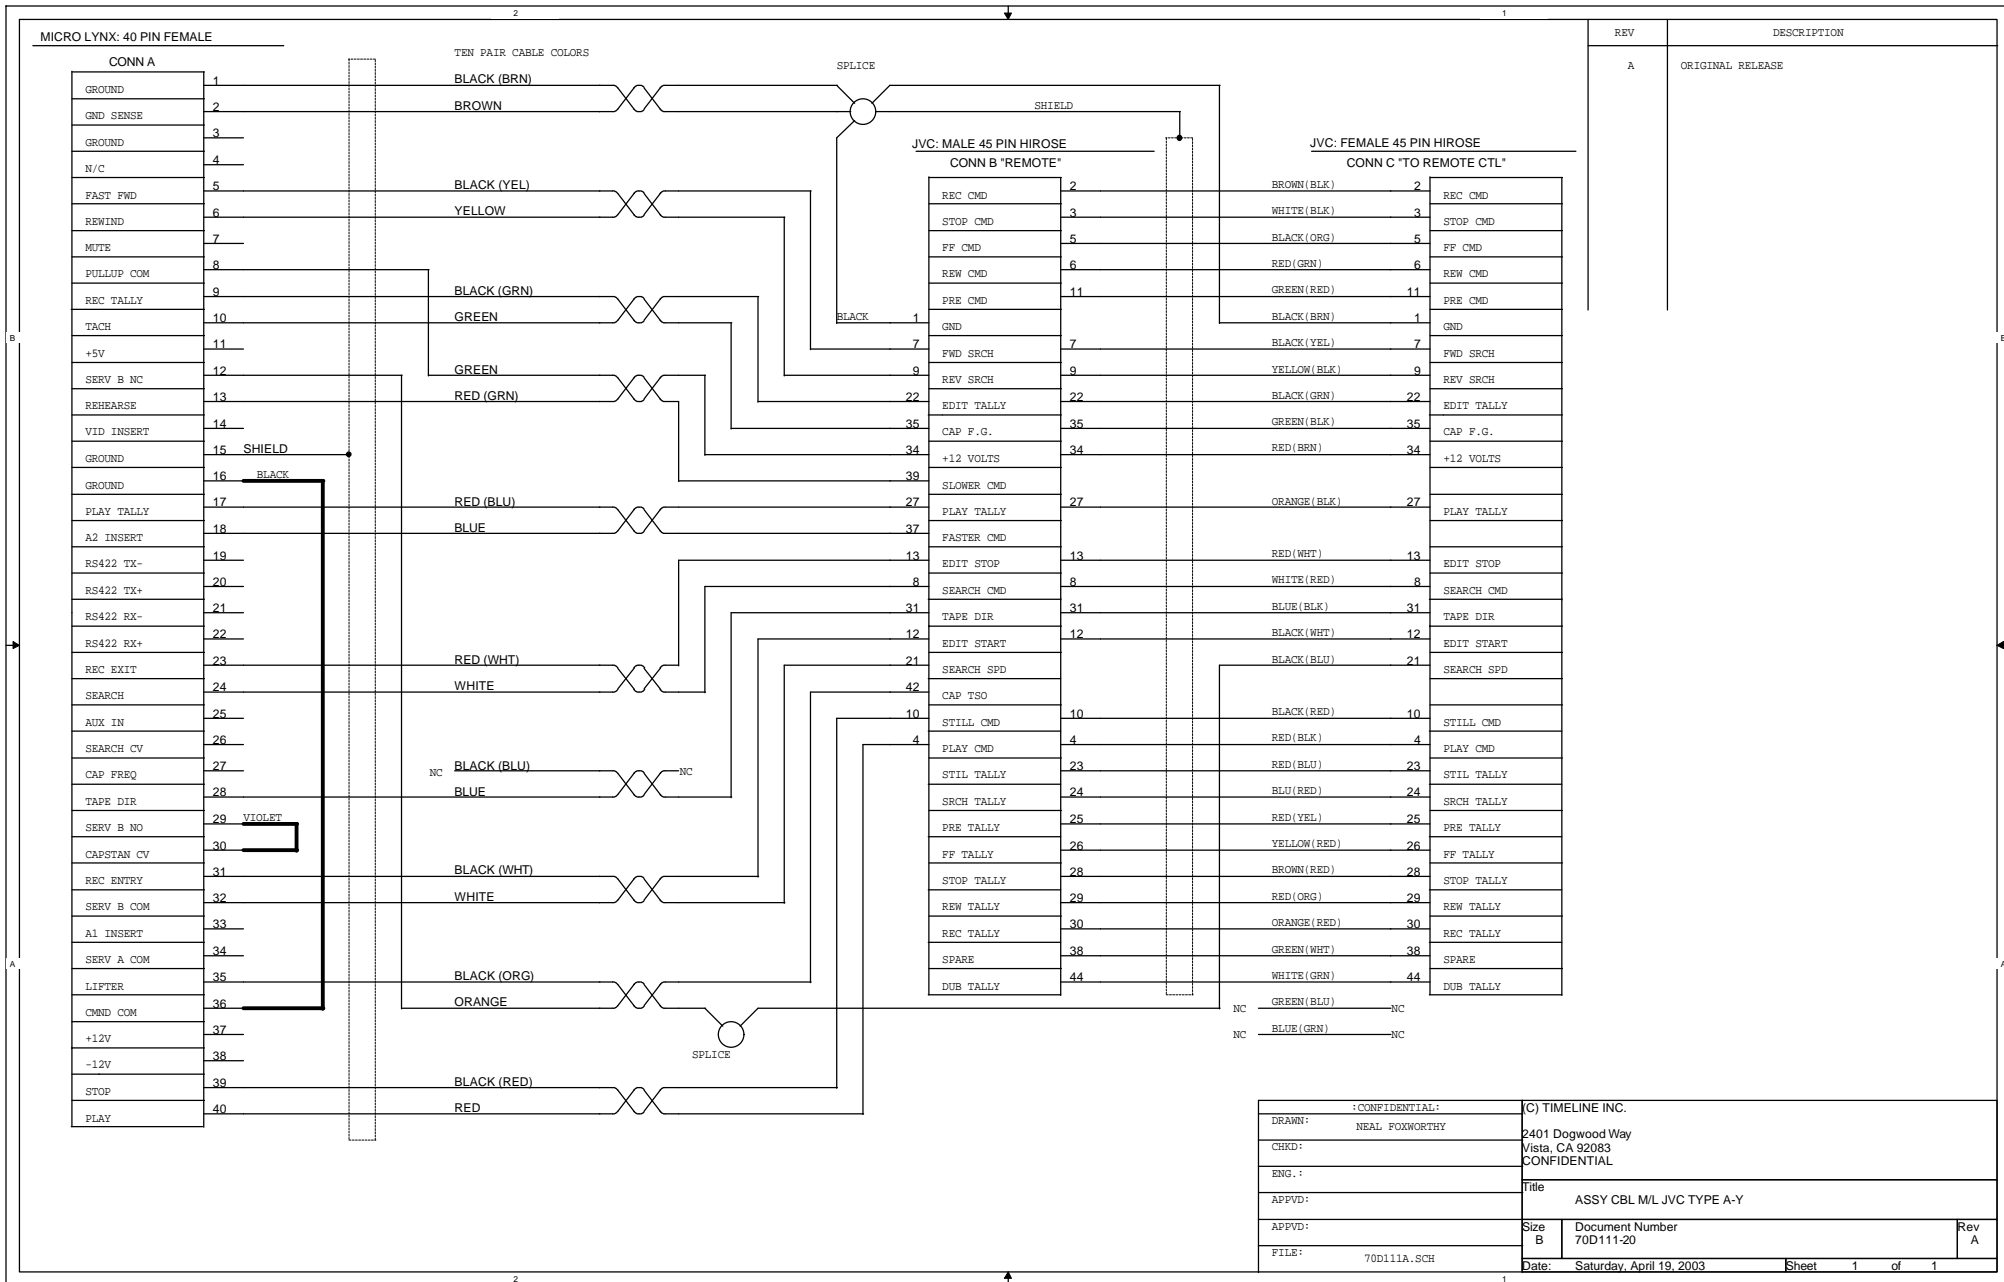 2
1
MICRO LYNX: 40 PIN FEMALE
CONN A
TEN PAIR CABLE COLORS
SPLICE
SHIELD
REV DESCRIPTION
A ORIGINAL RELEASE
GROUND 1 BLACK (BRN)
GND SENSE 2 BROWN
GROUND 3
N/C 4
FAST FWD 5 BLACK (YEL)
REWIND 6 YELLOW
MUTE 7
PULLUP COM 8
REC TALLY 9 BLACK (GRN)
TACH 10 GREEN
+5V 11
SERV B NC 12 GREEN
REHEARSE 13 RED (GRN)
VID INSERT 14
GROUND 15 SHIELD
GROUND 16 BLACK
PLAY TALLY 17 RED (BLU)
A2 INSERT 18 BLUE
RS422 TX- 19
RS422 TX+ 20
RS422 RX- 21
RS422 RX+ 22
REC EXIT 23 RED (WHT)
SEARCH 24 WHITE
AUX IN 25
SEARCH CV 26
CAP FREQ 27 NC BLACK (BLU) NC
TAPE DIR 28 BLUE
SERV B NO 29 VIOLET
CAPSTAN CV 30
REC ENTRY 31 BLACK (WHT)
SERV B COM 32 WHITE
A1 INSERT 33
SERV A COM 34
LIFTER 35 BLACK (ORG)
CMND COM 36 ORANGE
+12V 37
-12V 38
STOP 39 BLACK (RED)
PLAY 40 RED
SPLICE
JVC: MALE 45 PIN HIROSE
CONN B "REMOTE"
JVC: FEMALE 45 PIN HIROSE
CONN C "TO REMOTE CTL"
REC CMD 2 BROWN(BLK) 2 REC CMD
STOP CMD 3 WHITE(BLK) 3 STOP CMD
FF CMD 5 BLACK(ORG) 5 FF CMD
REW CMD 6 RED(GRN) 6 REW CMD
PRE CMD 11 GREEN(RED) 11 PRE CMD
BLACK 1 GND BLACK(BRN) 1 GND
7 FWD SRCH 7 BLACK(YEL) 7 FWD SRCH
9 REV SRCH 9 YELLOW(BLK) 9 REV SRCH
22 EDIT TALLY 22 BLACK(GRN) 22 EDIT TALLY
35 CAP F.G. 35 GREEN(BLK) 35 CAP F.G.
34 +12 VOLTS 34 RED(BRN) 34 +12 VOLTS
39 SLOWER CMD
27 PLAY TALLY 27 ORANGE(BLK) 27 PLAY TALLY
37 FASTER CMD
13 EDIT STOP 13 RED(WHT) 13 EDIT STOP
8 SEARCH CMD 8 WHITE(RED) 8 SEARCH CMD
31 TAPE DIR 31 BLUE(BLK) 31 TAPE DIR
12 EDIT START 12 BLACK(WHT) 12 EDIT START
21 SEARCH SPD BLACK(BLU) 21 SEARCH SPD
42 CAP TSO
10 STILL CMD 10 BLACK(RED) 10 STILL CMD
4 PLAY CMD 4 RED(BLK) 4 PLAY CMD
STIL TALLY 23 RED(BLU) 23 STIL TALLY
SRCH TALLY 24 BLU(RED) 24 SRCH TALLY
PRE TALLY 25 RED(YEL) 25 PRE TALLY
FF TALLY 26 YELLOW(RED) 26 FF TALLY
STOP TALLY 28 BROWN(RED) 28 STOP TALLY
REW TALLY 29 RED(ORG) 29 REW TALLY
REC TALLY 30 ORANGE(RED) 30 REC TALLY
SPARE 38 GREEN(WHT) 38 SPARE
DUB TALLY 44 WHITE(GRN) 44 DUB TALLY
NC GREEN(BLU) NC
NC BLUE(GRN) NC
B
B
A
A
:CONFIDENTIAL:
DRAWN: NEAL FOXWORTHY
CHKD:
ENG.:
APPVD:
APPVD:
FILE: 70D111A.SCH
(C) TIMELINE INC.
2401 Dogwood Way
Vista, CA 92083
CONFIDENTIAL
Title
ASSY CBL M/L JVC TYPE A-Y
Size Document Number Rev
B 70D111-20 A
Date: Saturday, April 19, 2003 Sheet 1 of 1
2
1